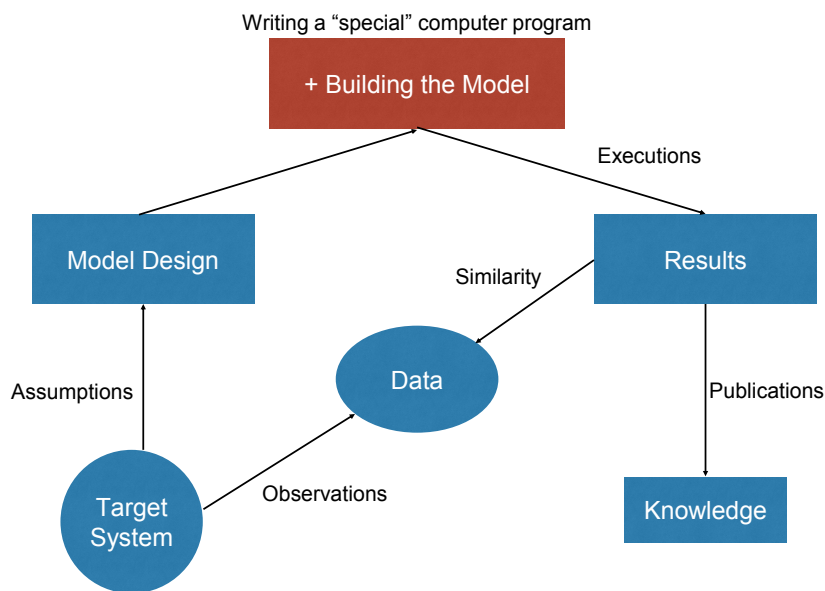 Writing a “special” computer program
+ Building the Model
Executions
Model Design
Results
Similarity
Data
Assumptions
Publications
Observations
Target
System
Knowledge